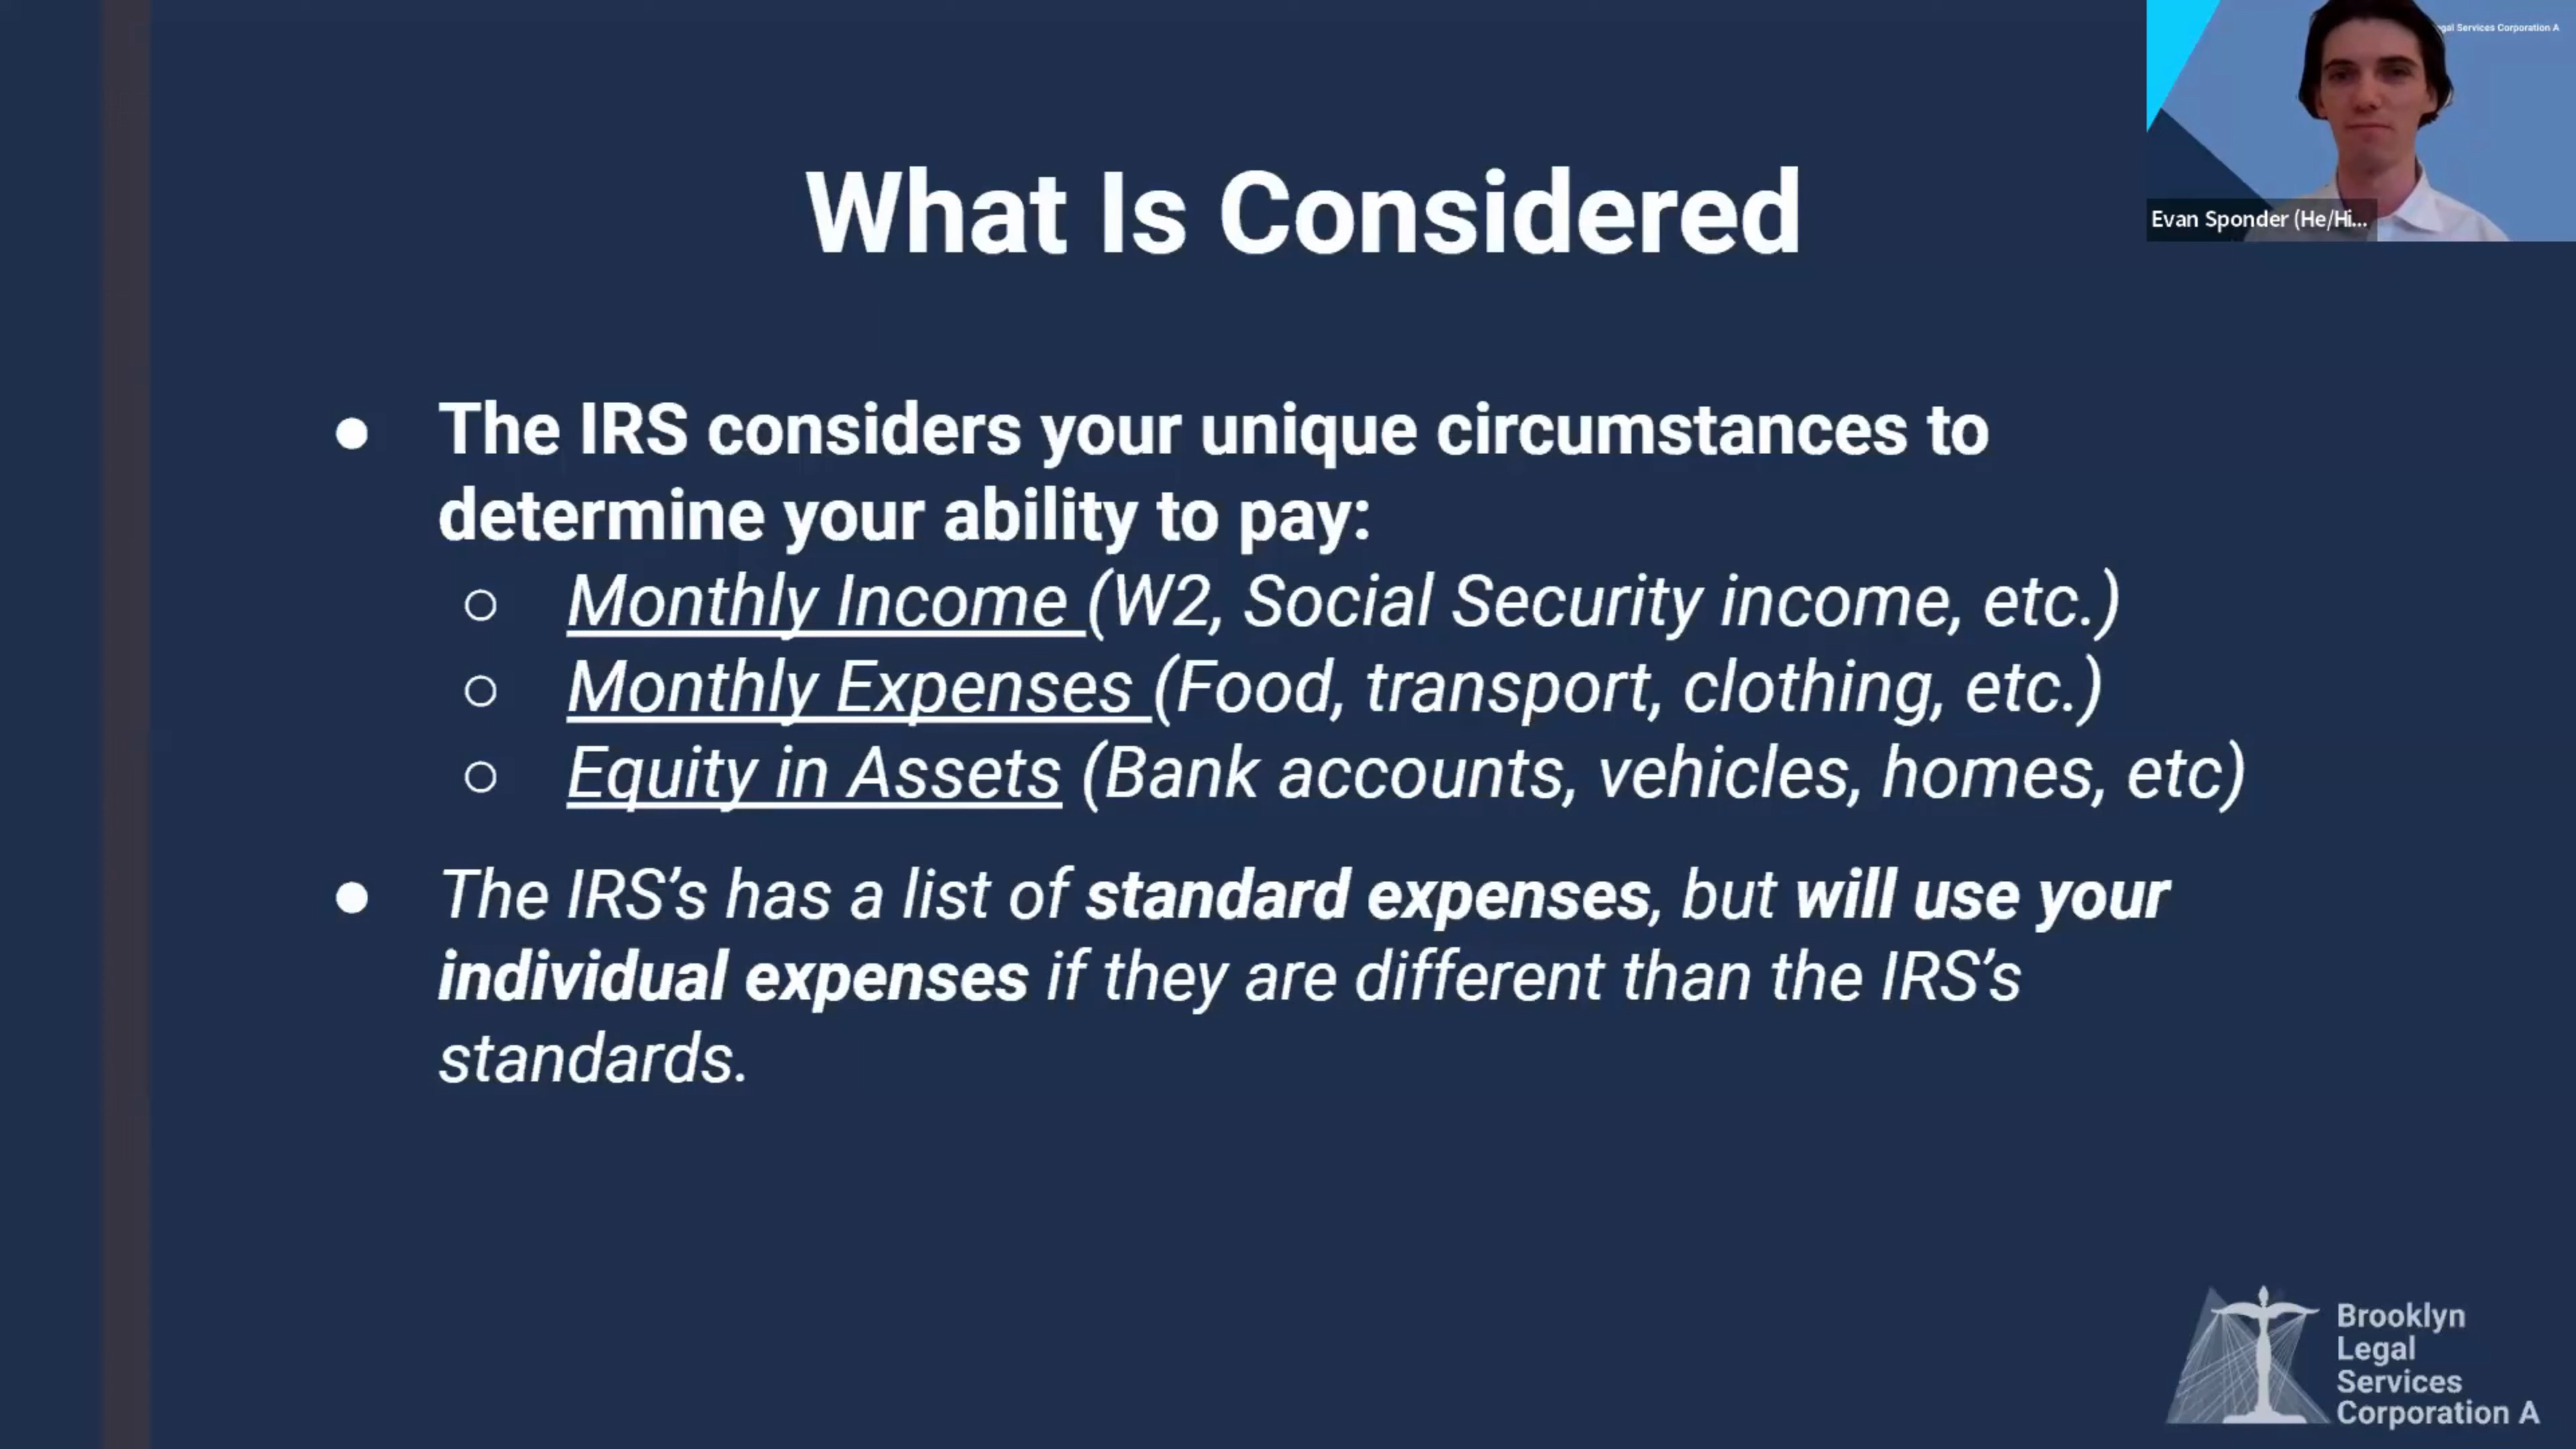 egal Services Corporation A
Evan Sponder (He/Hi...
What Is Considered
● The IRS considers your unique circumstances to
determine your ability to pay:
○ Monthly Income (W2, Social Security income, etc.)
○ Monthly Expenses (Food, transport, clothing, etc.)
○ Equity in Assets (Bank accounts, vehicles, homes, etc)
● The IRS’s has a list of standard expenses, but will use your
individual expenses if they are different than the IRS’s
standards.
Brooklyn
Legal
Services
Corporation A